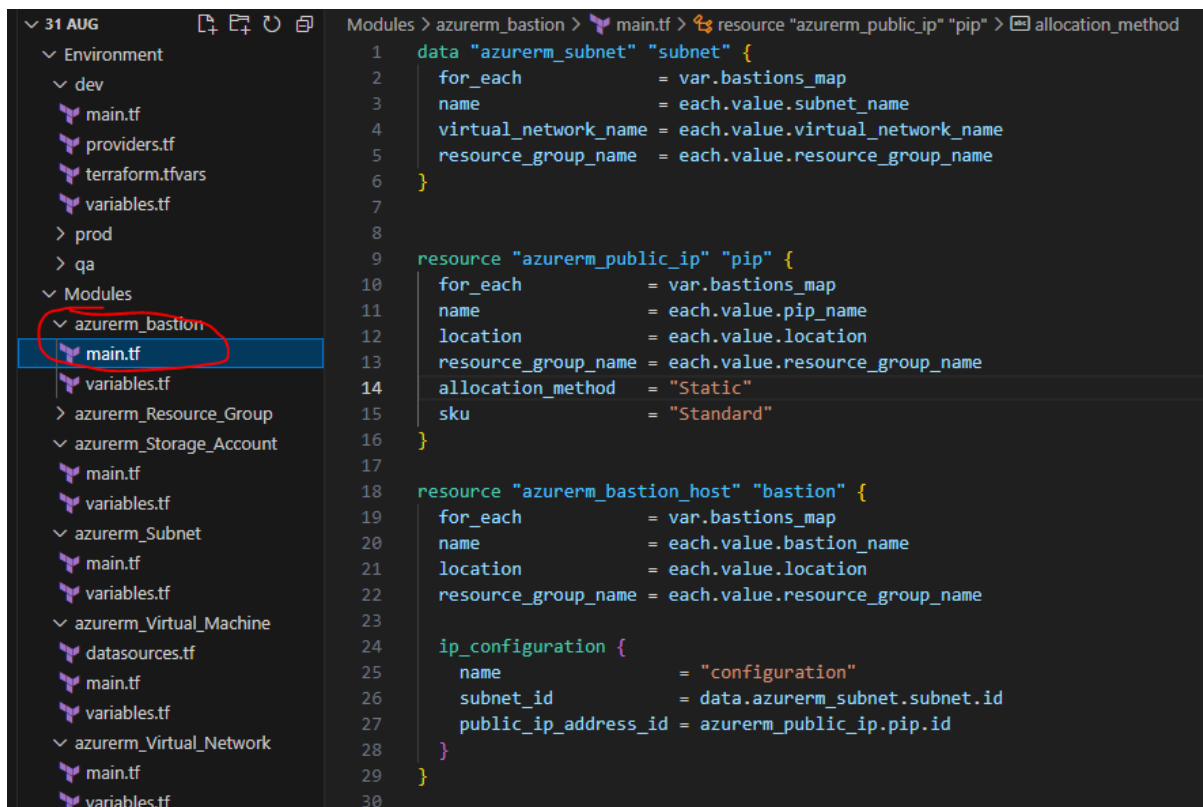 31 AUG
Environment
dev
main.tf
providers.tf
terraform.tfvars
variables.tf
prod
qa
Modules
azurerm_bastion
main.tf
variables.tf
azurerm_Resource_Group
azurerm_Storage_Account
main.tf
variables.tf
azurerm_Subnet
main.tf
variables.tf
azurerm_Virtual_Machine
datasources.tf
main.tf
variables.tf
azurerm_Virtual_Network
main.tf
variables.tf
Modules > azurerm_bastion > main.tf > resource "azurerm_public_ip" "pip" > allocation_method
1 data "azurerm_subnet" "subnet" {
2   for_each             = var.bastions_map
3   name                 = each.value.subnet_name
4   virtual_network_name = each.value.virtual_network_name
5   resource_group_name  = each.value.resource_group_name
6 }
7
8
9 resource "azurerm_public_ip" "pip" {
10   for_each            = var.bastions_map
11   name                = each.value.pip_name
12   location            = each.value.location
13   resource_group_name = each.value.resource_group_name
14   allocation_method   = "Static"
15   sku                 = "Standard"
16 }
17
18 resource "azurerm_bastion_host" "bastion" {
19   for_each            = var.bastions_map
20   name                = each.value.bastion_name
21   location            = each.value.location
22   resource_group_name = each.value.resource_group_name
23
24   ip_configuration {
25     name                 = "configuration"
26     subnet_id            = data.azurerm_subnet.subnet.id
27     public_ip_address_id = azurerm_public_ip.pip.id
28   }
29 }
30